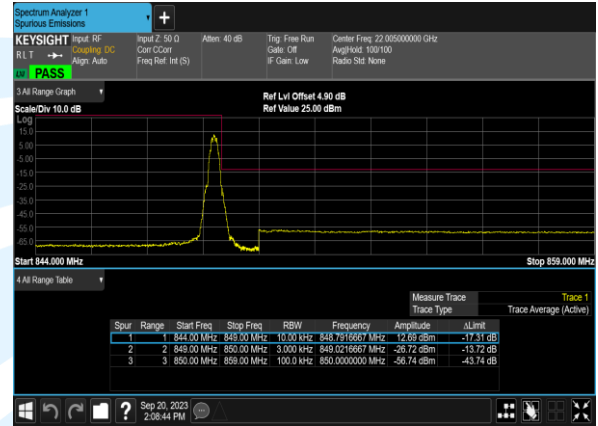 Spectrum Analyzer 1
Spurious Emissions
KEYSIGHT Input: RF Input Z: 50 Ω Atten: 40 dB Trig: Free Run Center Freq: 22.005000000 GHz
RLT Coupling: DC Corr CCorr Gate: Off Avg|Hold: 100/100
Align: Auto Freq Ref: Int (S) IF Gain: Low Radio Std: None
PASS
3 All Range Graph
Ref Lvl Offset 4.90 dB
Scale/Div 10.0 dB Ref Value 25.00 dBm
Log
15.0
5.00
-5.00
-15.0
-25.0
-35.0
-45.0
-55.0
-65.0
Start 844.000 MHz Stop 859.000 MHz
4 All Range Table
Measure Trace Trace 1
Trace Type Trace Average (Active)
Spur Range Start Freq Stop Freq RBW Frequency Amplitude ΔLimit
1 1 844.00 MHz 849.00 MHz 10.00 kHz 848.7916667 MHz 12.69 dBm -17.31 dB
2 2 849.00 MHz 850.00 MHz 3.000 kHz 849.0216667 MHz -26.72 dBm -13.72 dB
3 3 850.00 MHz 859.00 MHz 100.0 kHz 850.0000000 MHz -56.74 dBm -43.74 dB
Sep 20, 2023
2:08:44 PM